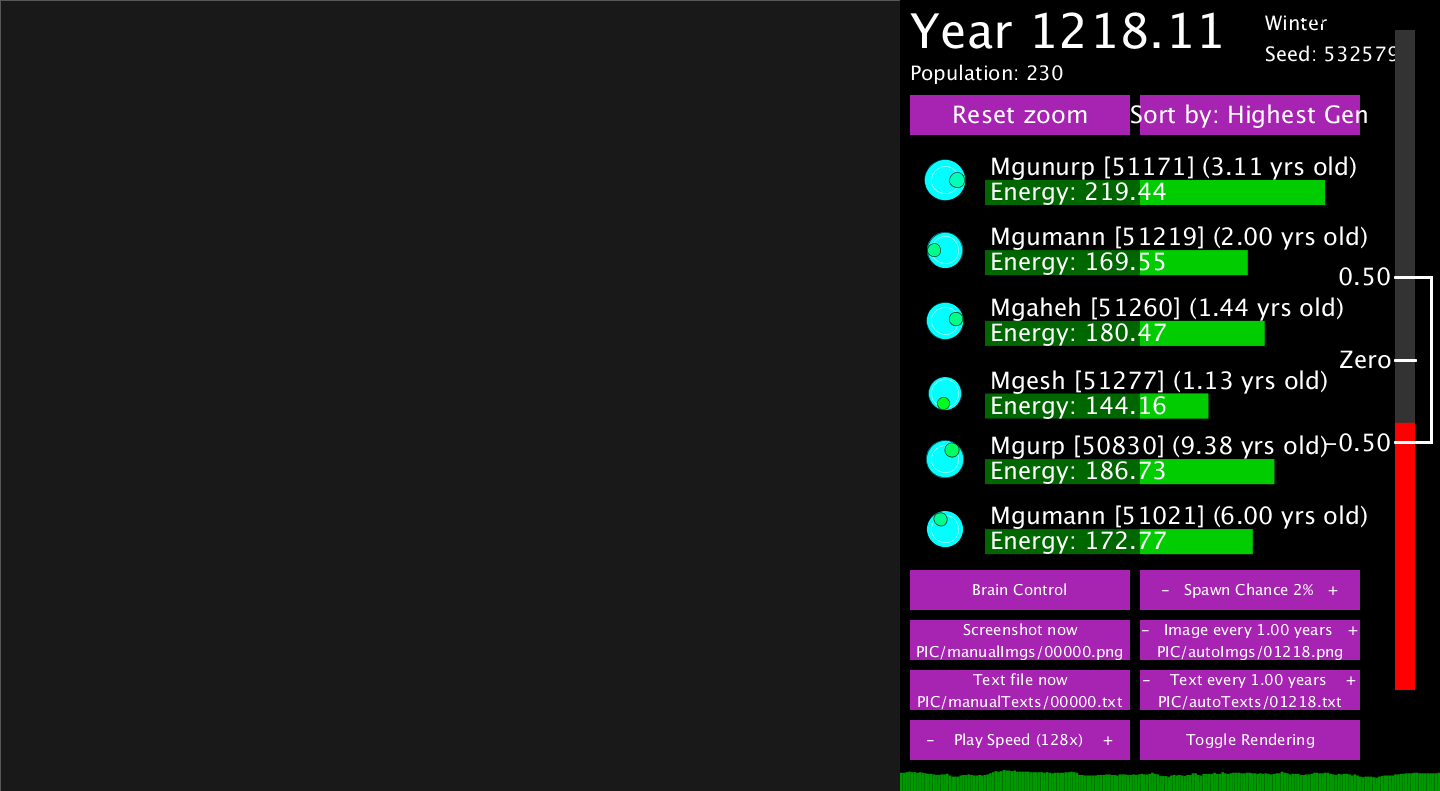 Year 1218.11
Winter
Seed: 532579
Population: 230
Reset zoom
Sort by: Highest Gen
Mgunurp [51171] (3.11 yrs old)
Energy: 219.44
Mgumann [51219] (2.00 yrs old)
Energy: 169.55
0.50
Mgaheh [51260] (1.44 yrs old)
Energy: 180.47
Zero
Mgesh [51277] (1.13 yrs old)
Energy: 144.16
Mgurp [50830] (9.38 yrs old)
-0.50
Energy: 186.73
Mgumann [51021] (6.00 yrs old)
Energy: 172.77
Brain Control
- Spawn Chance 2% +
Screenshot now
PIC/manualImgs/00000.png
- Image every 1.00 years +
PIC/autoImgs/01218.png
Text file now
PIC/manualTexts/00000.txt
- Text every 1.00 years +
PIC/autoTexts/01218.txt
- Play Speed (128x) +
Toggle Rendering